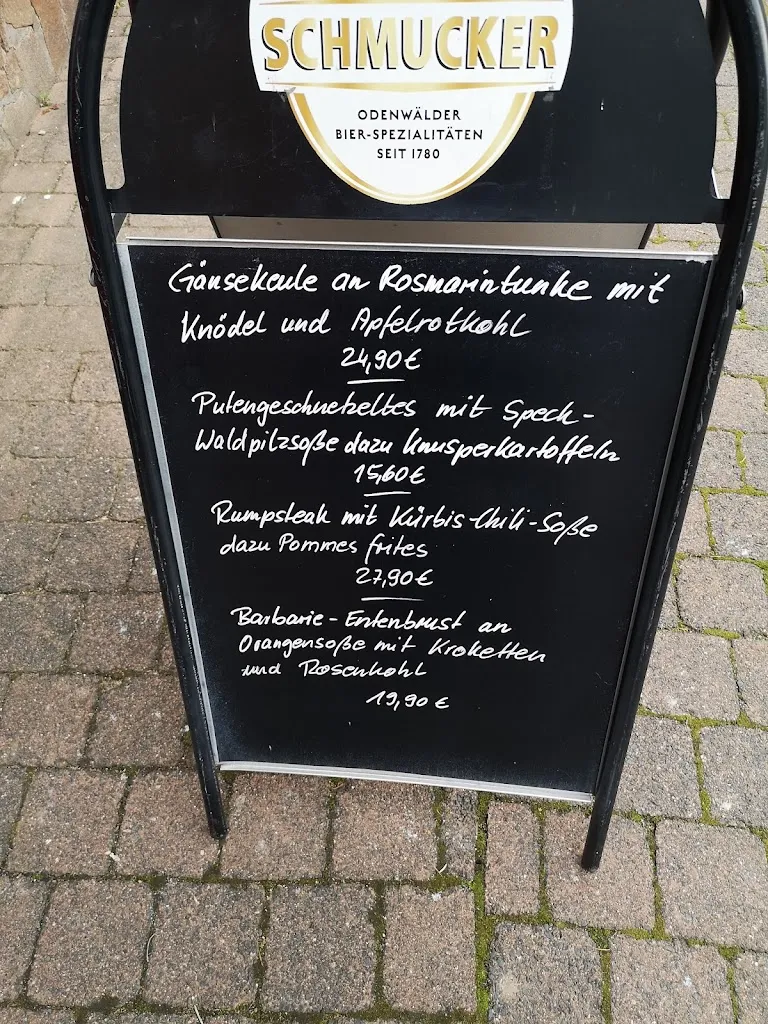 SCHMUCKER
ODENWÄLDER
BIER-SPEZIALITÄTEN
SEIT 1780
Gänsekeule an Rosmarintunke mit
Knödel und Apfelrotkohl
24,90€
Putengeschnetzeltes mit Speck-
Waldpilzsoße dazu Knusperkartoffeln
15,60€
Rumpsteak mit Kürbis-Chili-Soße
dazu Pommes frites
27,90€
Barbarie-Entenbrust an
Orangensoße mit Kroketten
und Rosenkohl
19,90€